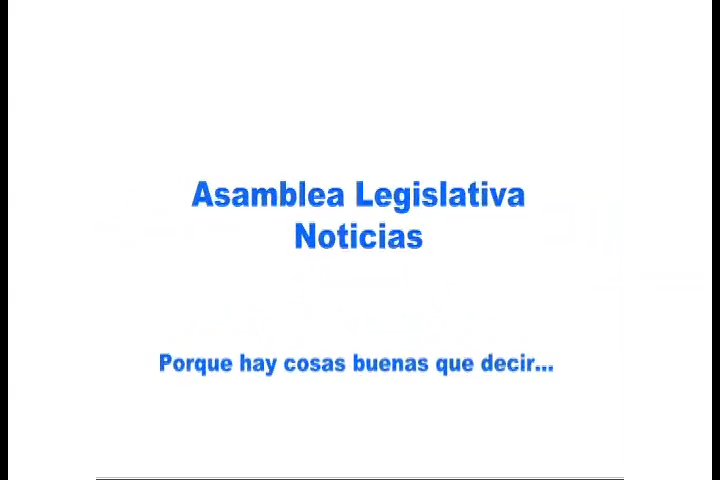 Asamblea Legislativa
Noticias
Porque hay cosas buenas que decir...